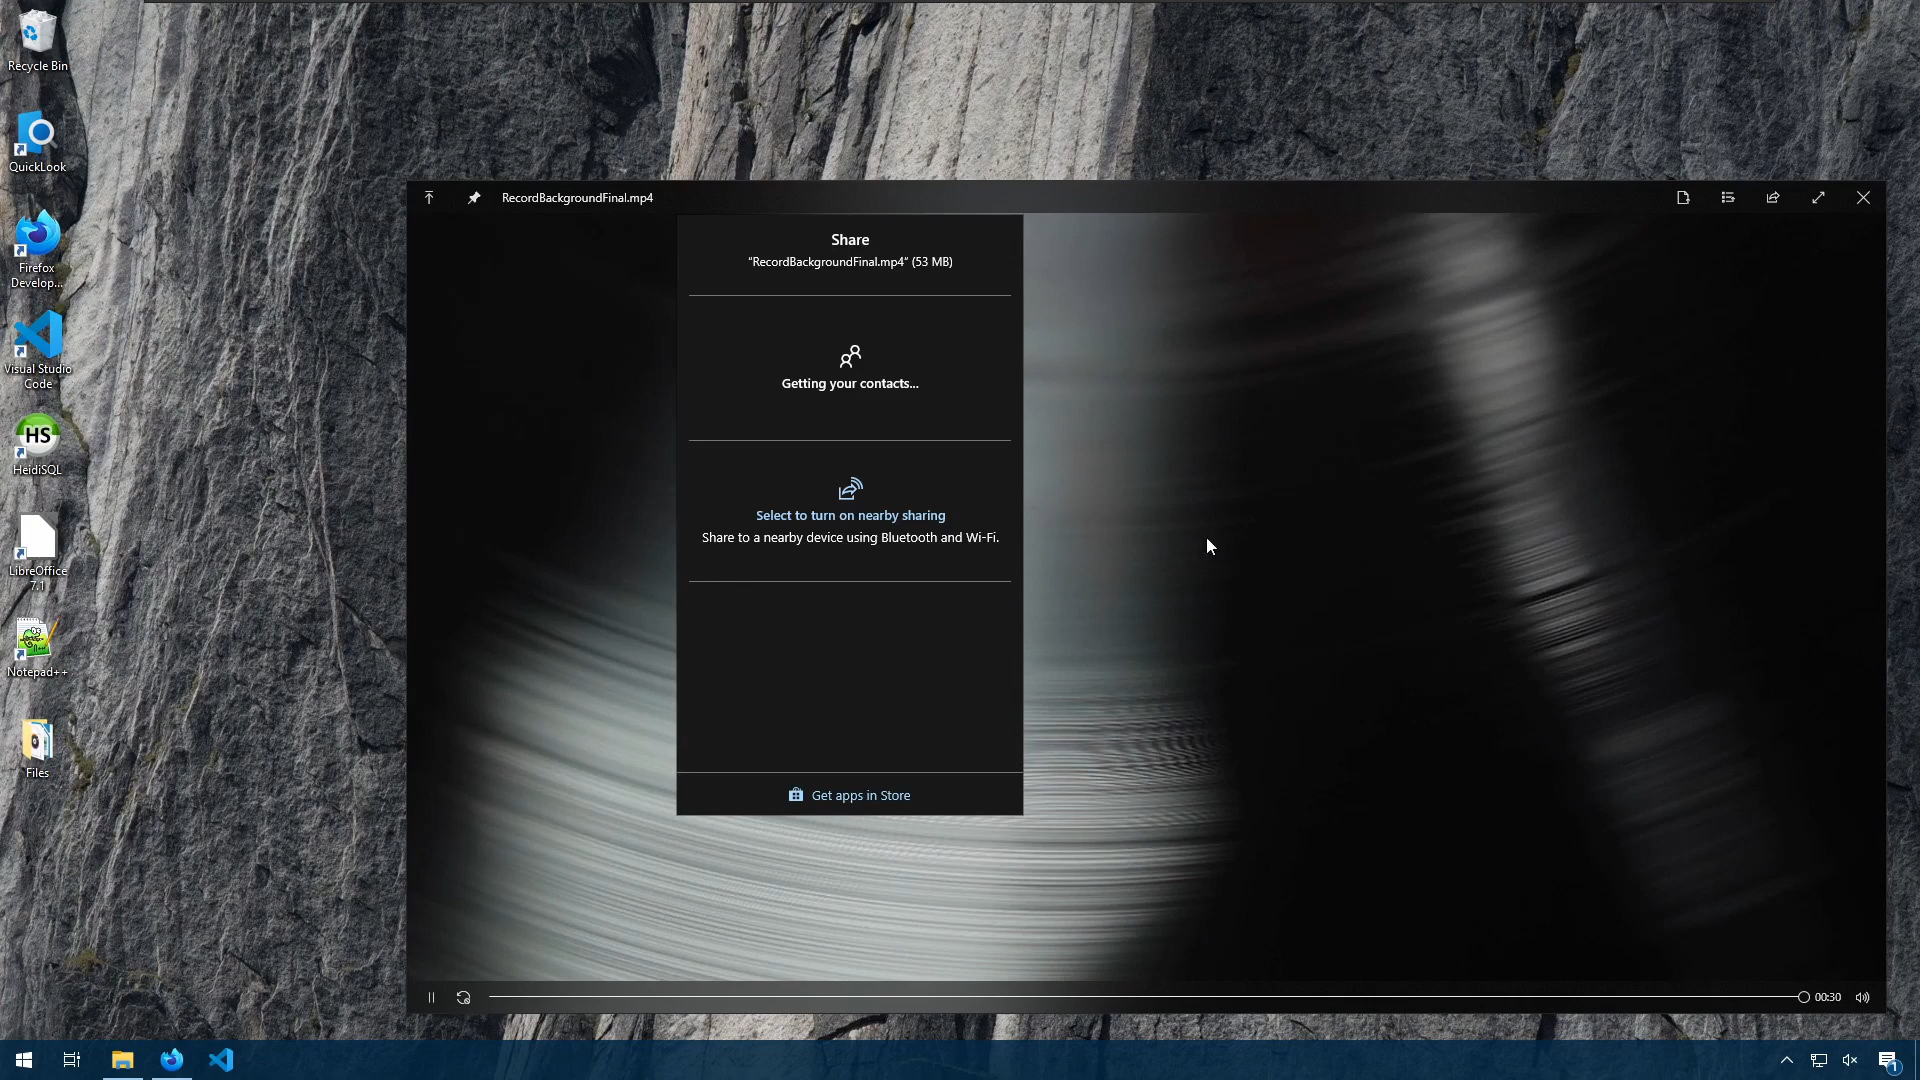 Recycle Bin
QuickLook
Firefox
Develop...
Visual Studio
Code
HS
HeidiSQL
LibreOffice
7.1
Notepad++
Files
RecordBackgroundFinal.mp4
Share
"RecordBackgroundFinal.mp4" (53 MB)
Getting your contacts...
Select to turn on nearby sharing
Share to a nearby device using Bluetooth and Wi-Fi.
Get apps in Store
00:30
1